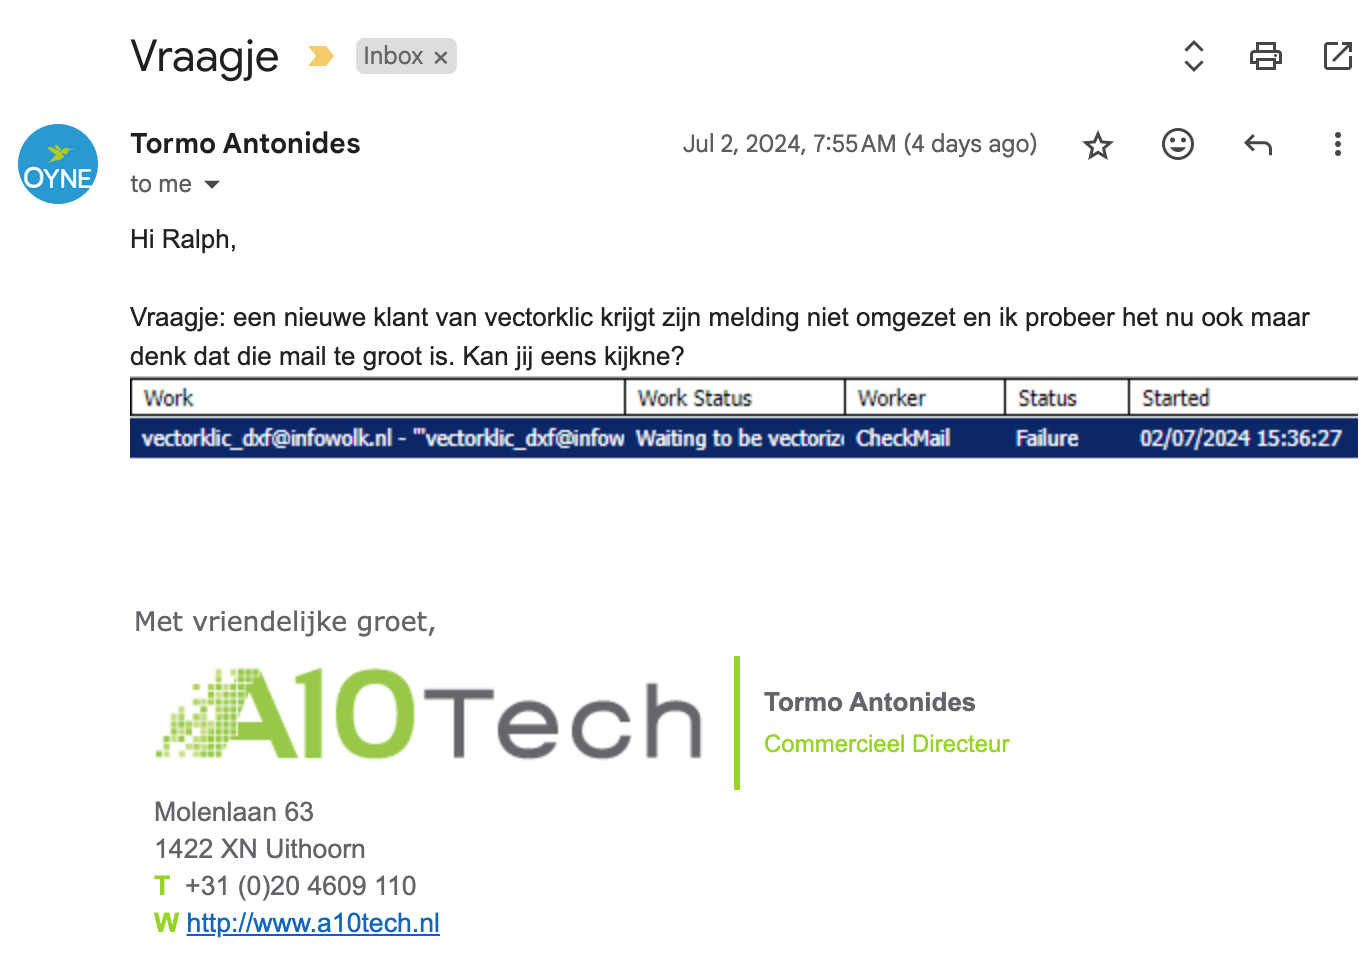 Vraagje Inbox ×
Tormo Antonides Jul 2, 2024, 7:55 AM (4 days ago)
to me
OYNE
Hi Ralph,
Vraagje: een nieuwe klant van vectorklic krijgt zijn melding niet omgezet en ik probeer het nu ook maar
denk dat die mail te groot is. Kan jij eens kijkne?
Work Work Status Worker Status Started
vectorklic_dxf@infowolk.nl - "'vectorklic_dxf@infow Waiting to be vectoriz CheckMail Failure 02/07/2024 15:36:27
Met vriendelijke groet,
A10Tech
Tormo Antonides
Commercieel Directeur
Molenlaan 63
1422 XN Uithoorn
T +31 (0)20 4609 110
W http://www.a10tech.nl